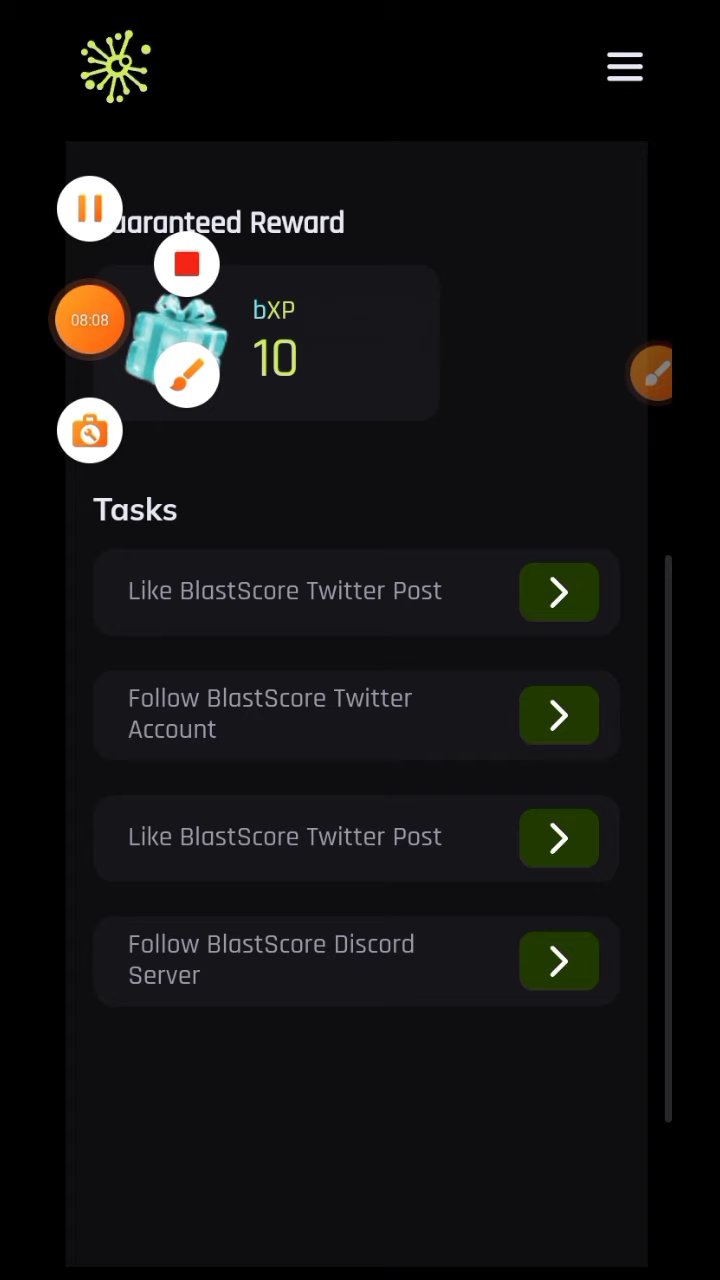 uaranteed Reward
bXP
10
08:08
Tasks
Like BlastScore Twitter Post
Follow BlastScore Twitter
Account
Like BlastScore Twitter Post
Follow BlastScore Discord
Server